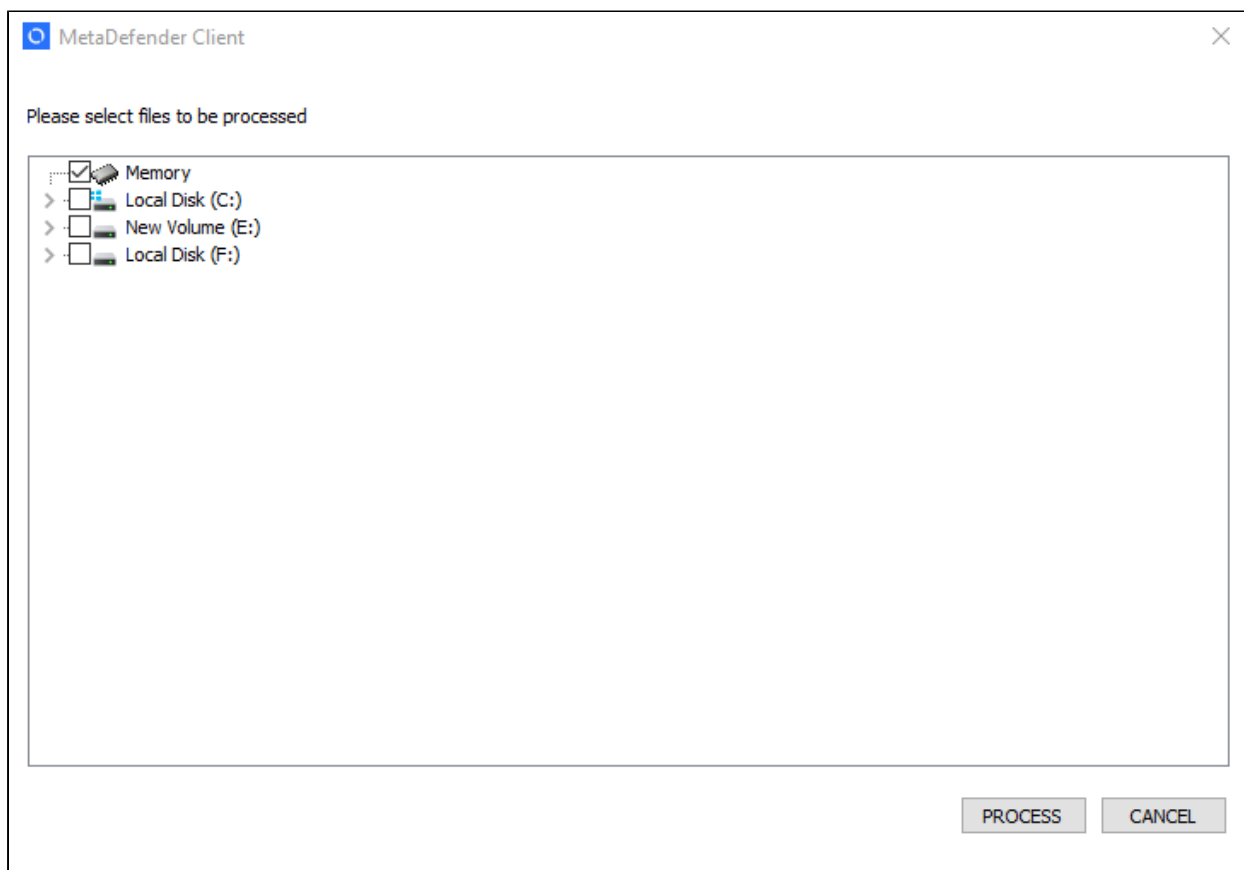 MetaDefender Client
Please select files to be processed
Memory
Local Disk (C:)
New Volume (E:)
Local Disk (F:)
PROCESS CANCEL